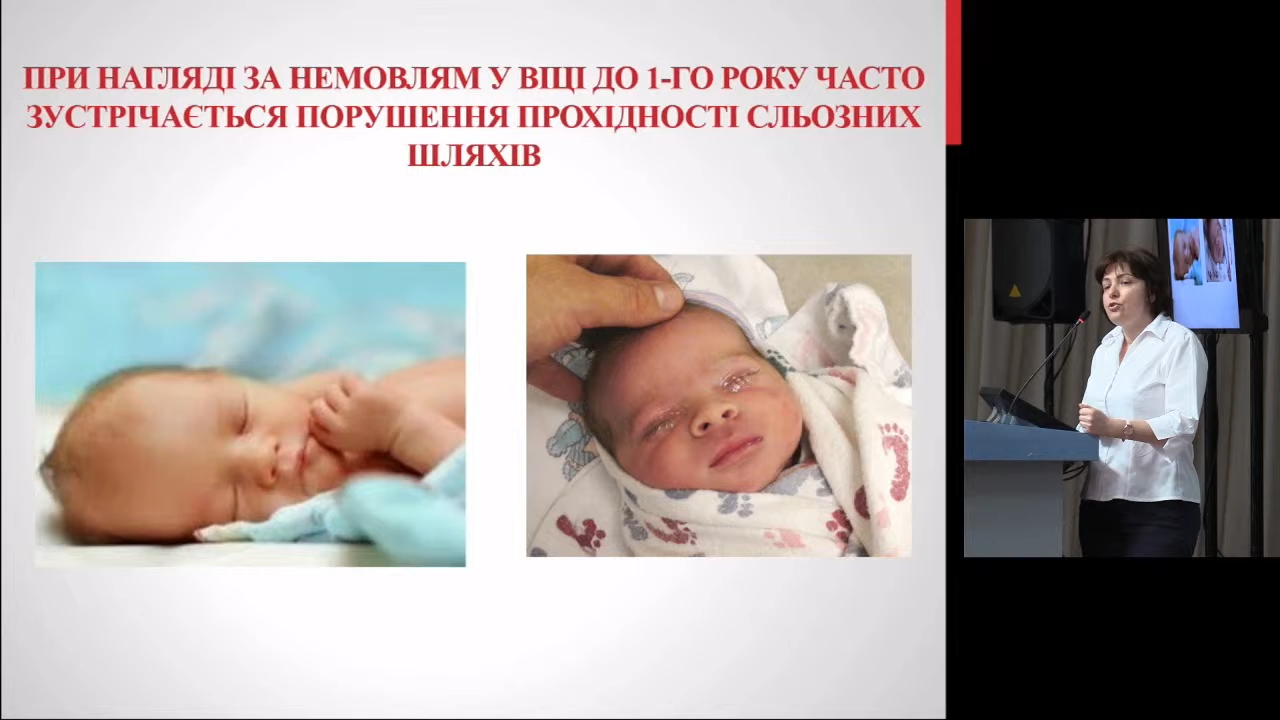 ПРИ НАГЛЯДІ ЗА НЕМОВЛЯМ У ВІЦІ ДО 1-ГО РОКУ ЧАСТО
ЗУСТРІЧАЄТЬСЯ ПОРУШЕННЯ ПРОХІДНОСТІ СЛЬОЗНИХ
ШЛЯХІВ